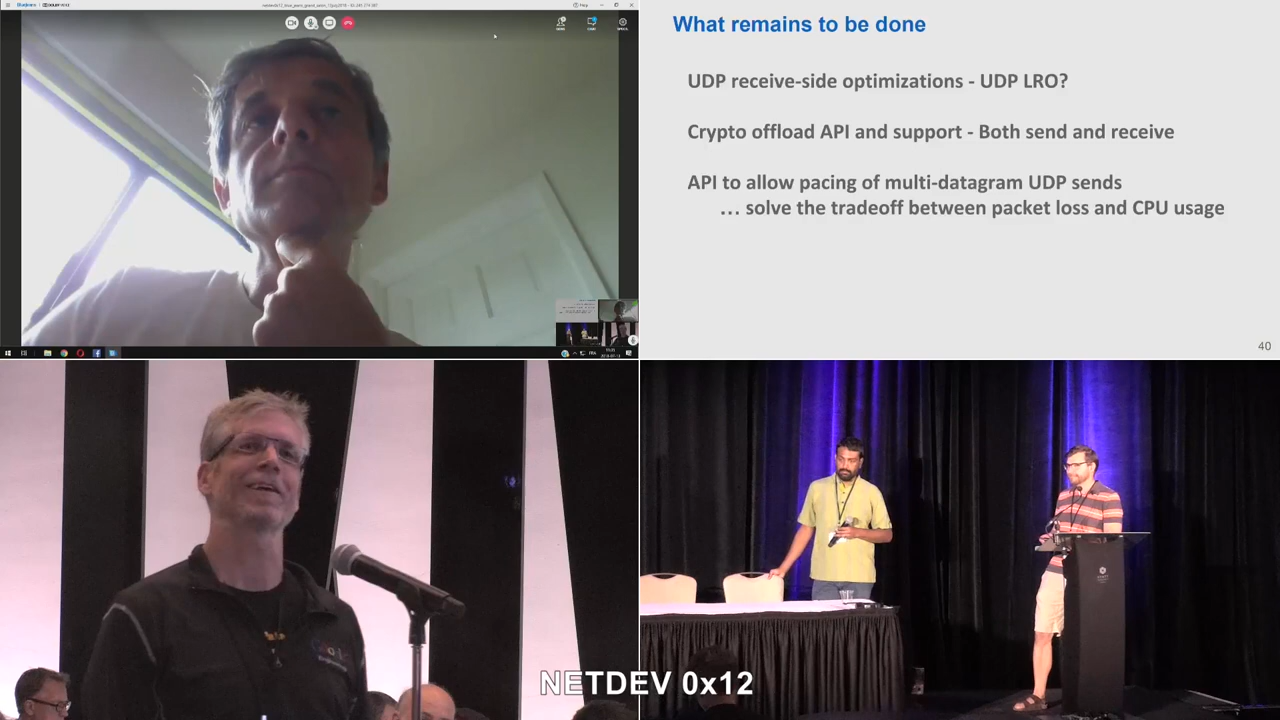 Help
What remains to be done
UDP receive-side optimizations - UDP LRO?
Crypto offload API and support - Both send and receive
API to allow pacing of multi-datagram UDP sends
… solve the tradeoff between packet loss and CPU usage
40
NETDEV 0x12